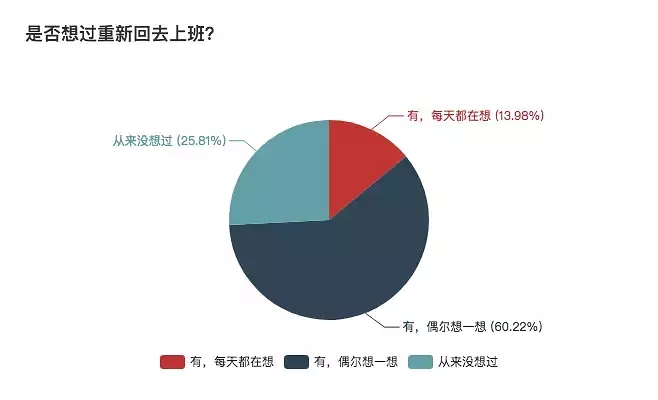 是否想过重新回去上班？
有，每天都在想 (13.98%)
从来没想过 (25.81%)
有，偶尔想一想 (60.22%)
有，每天都在想 有，偶尔想一想 从来没想过